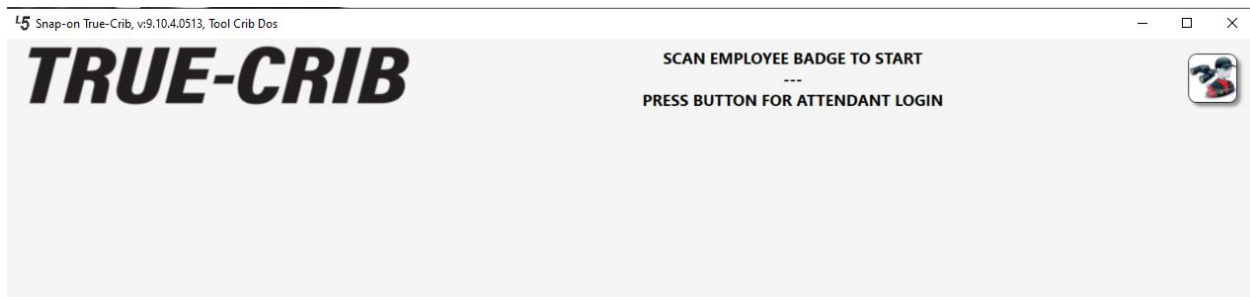 L5 Snap-on True-Crib, v:9.10.4.0513, Tool Crib Dos
TRUE-CRIB
SCAN EMPLOYEE BADGE TO START
---
PRESS BUTTON FOR ATTENDANT LOGIN